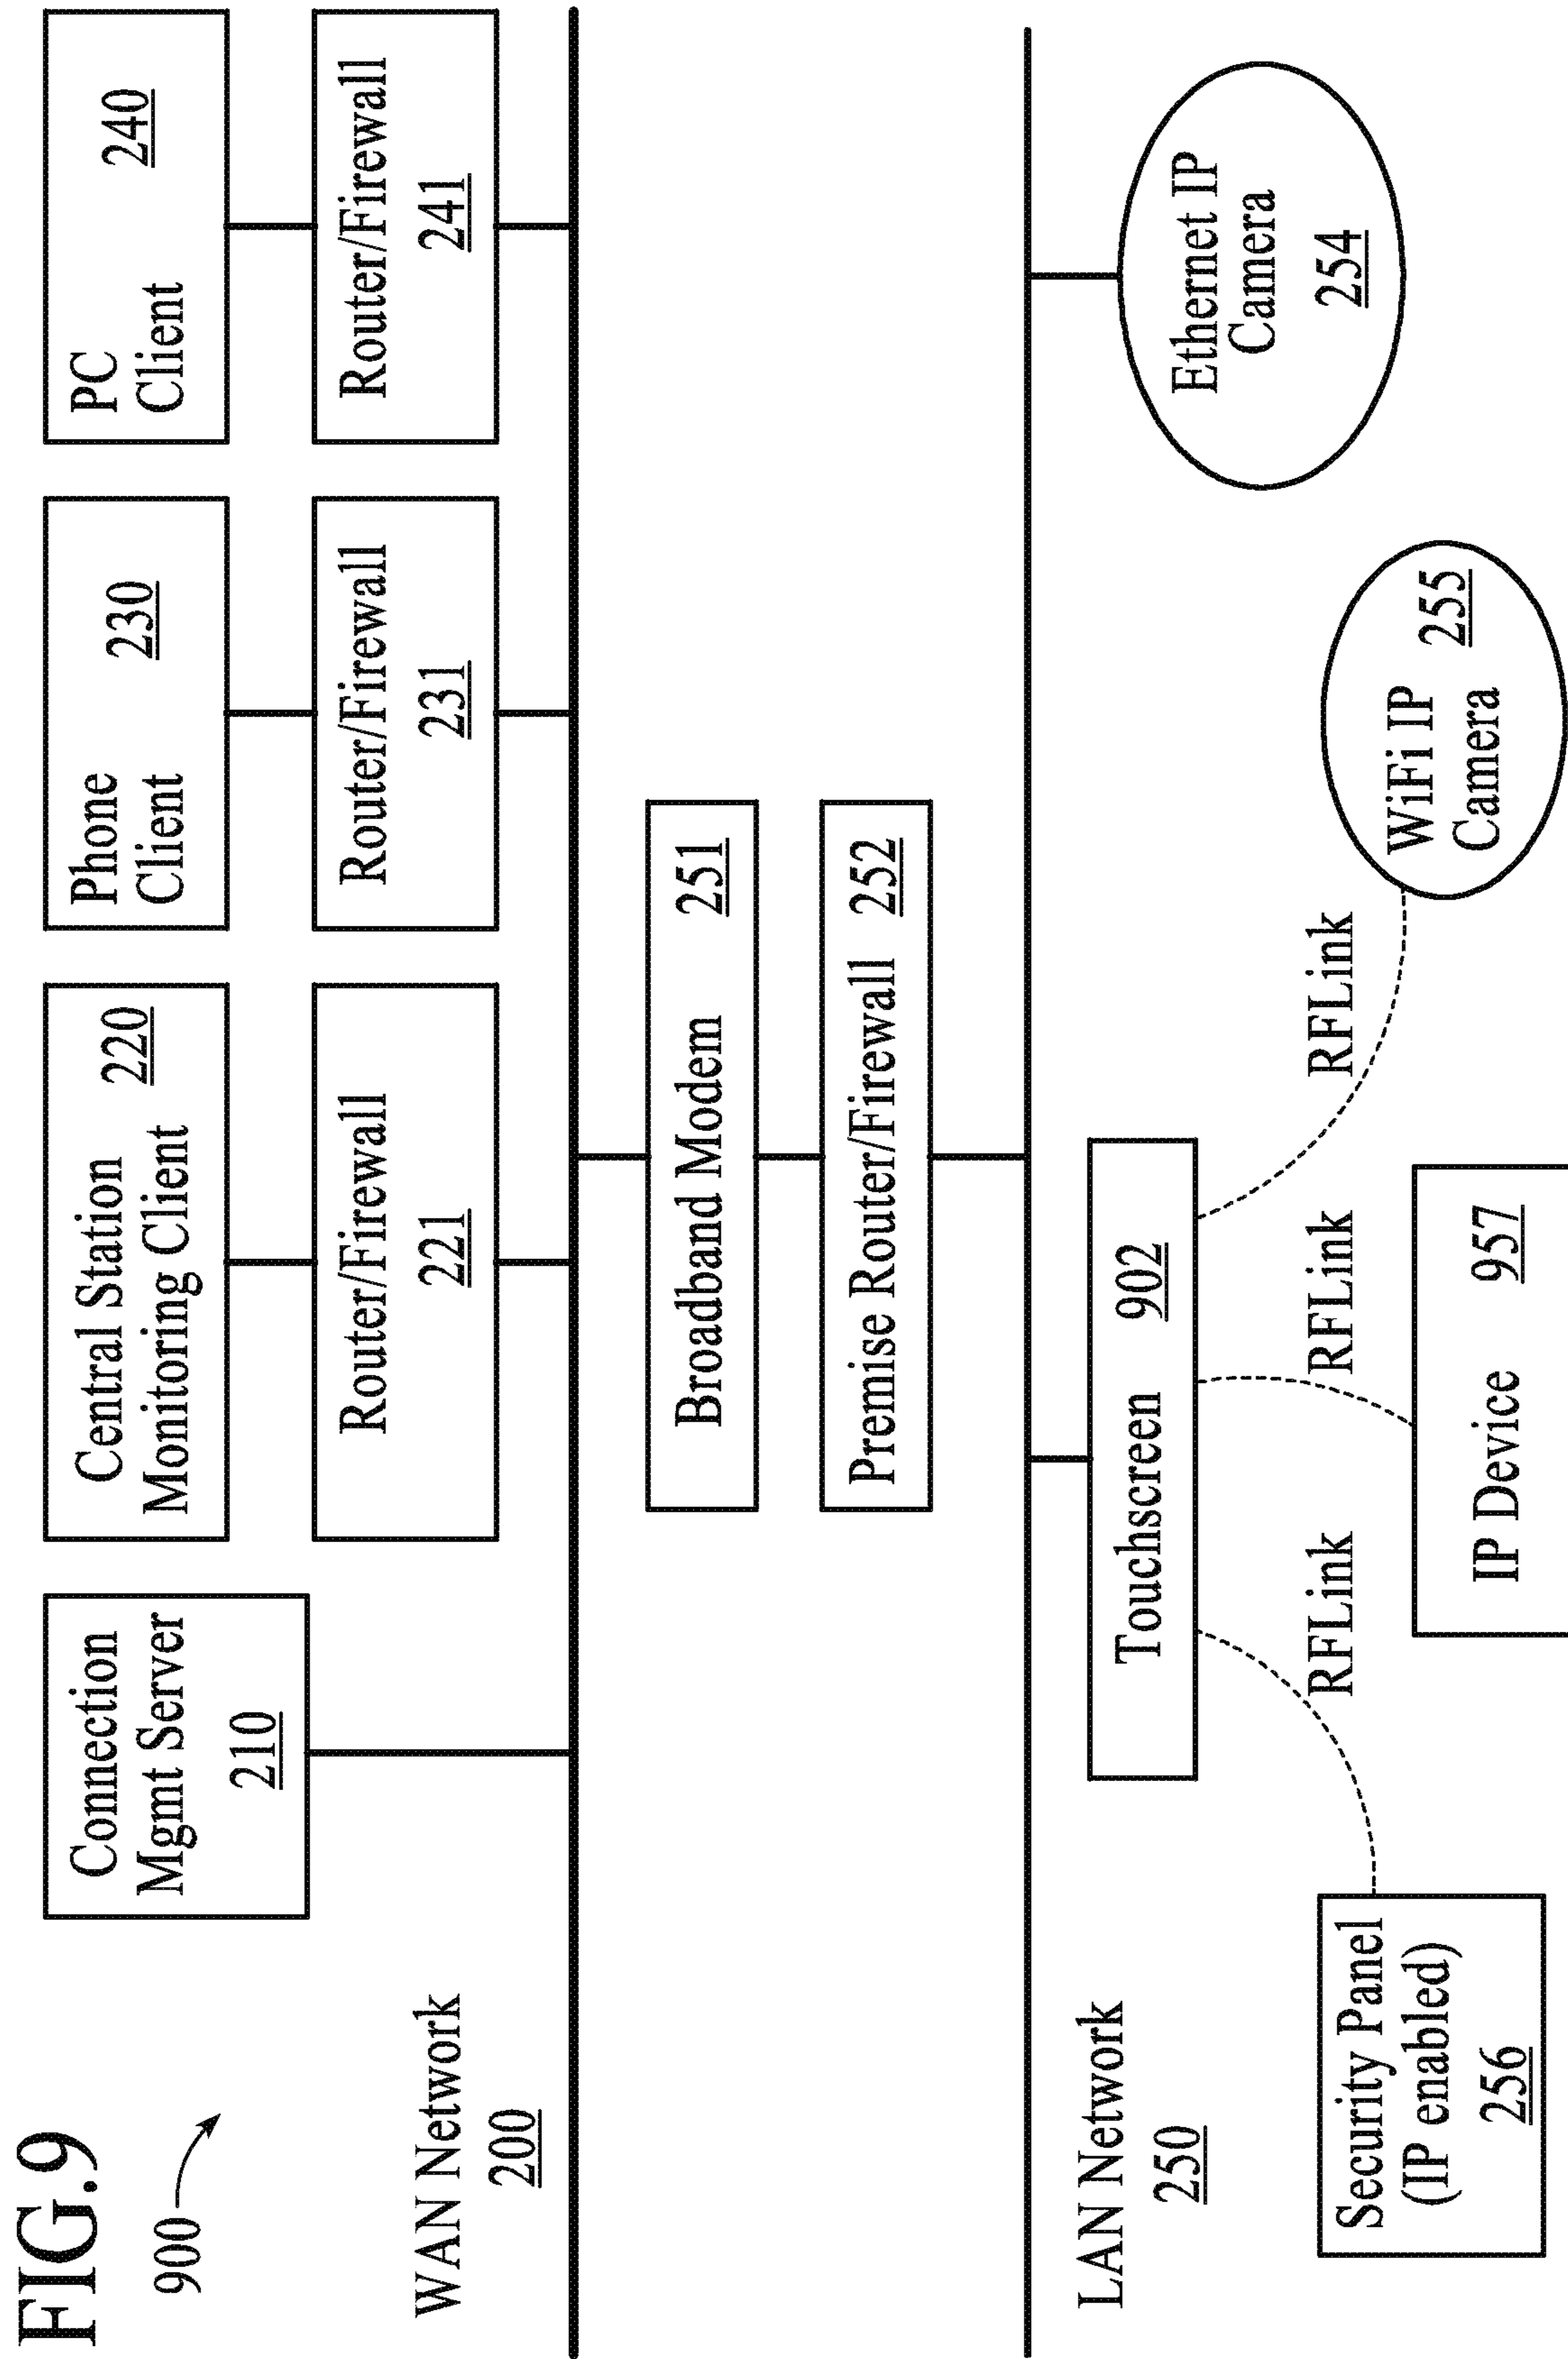 FIG.9
900
Connection
Mgmt Server
210
Central Station
Monitoring Client
220
Phone
Client
230
PC
Client
240
Router/Firewall
221
Router/Firewall
231
Router/Firewall
241
WAN Network
200
Broadband Modem 251
Premise Router/Firewall 252
LAN Network
250
Touchscreen 902
RFLink
RFLink
RFLink
Security Panel
(IP enabled)
256
IP Device 957
WiFi IP
Camera
255
Ethernet IP
Camera
254